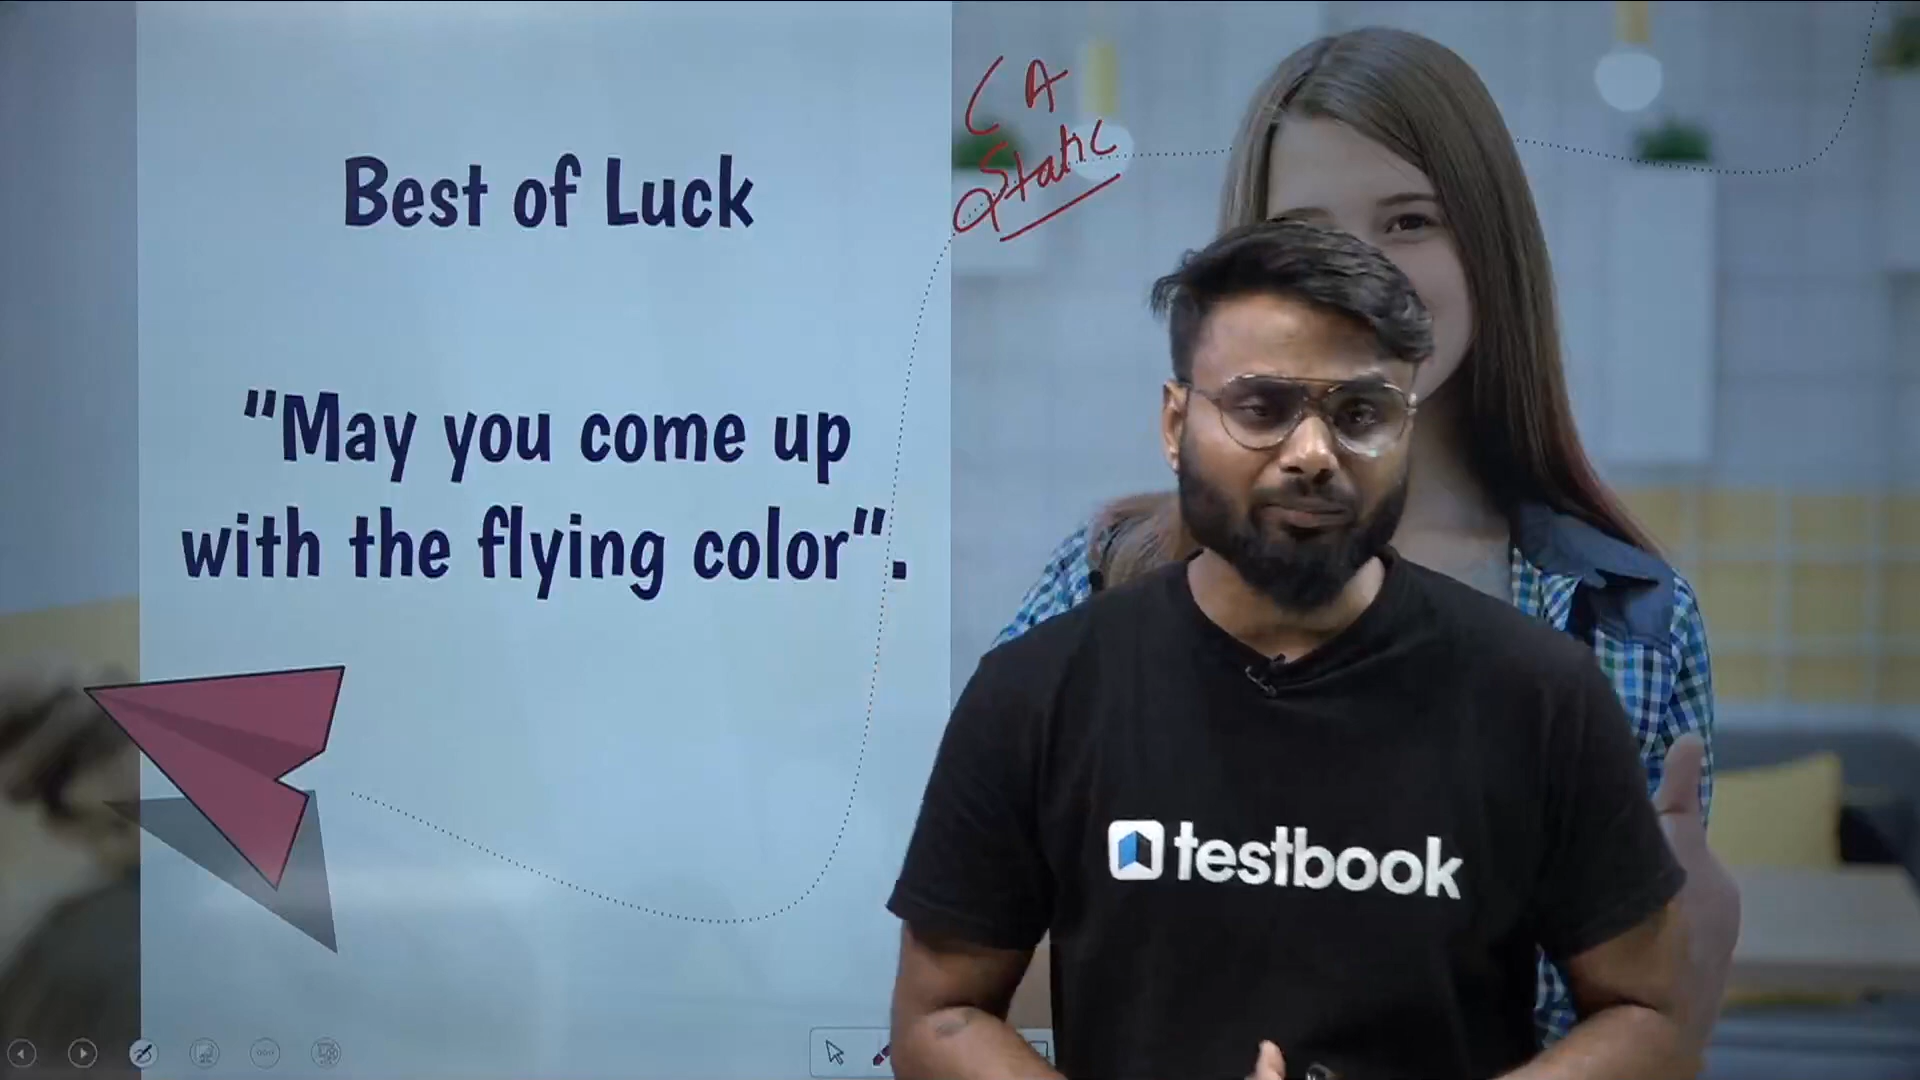 Best of Luck
"May you come up
with the flying color".
CA
Static
testbook